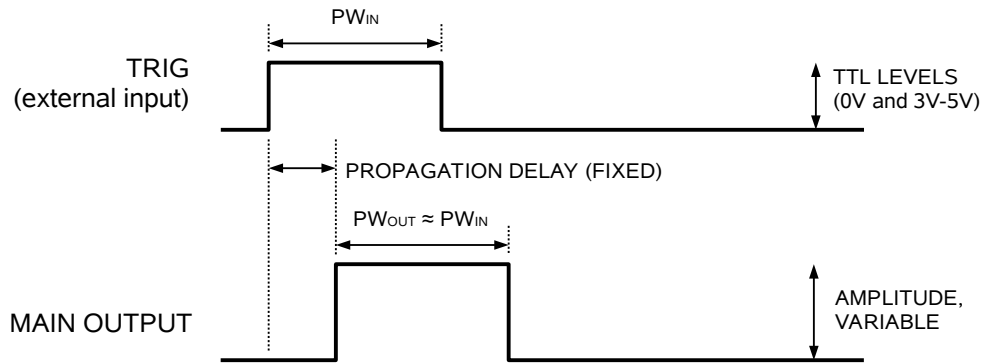 PWIN
TRIG
(external input)
TTL LEVELS
(0V and 3V-5V)
PROPAGATION DELAY (FIXED)
PWOUT ≈ PWIN
MAIN OUTPUT
AMPLITUDE,
VARIABLE